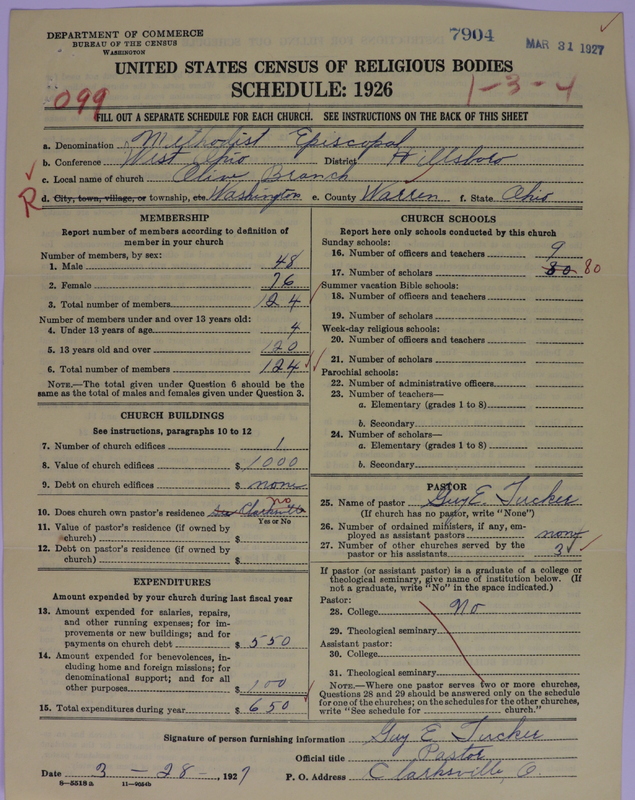 DEPARTMENT OF COMMERCE
BUREAU OF THE CENSUS
WASHINGTON
7904
MAR 31 1927
UNITED STATES CENSUS OF RELIGIOUS BODIES
SCHEDULE: 1926
1-3-4
099
FILL OUT A SEPARATE SCHEDULE FOR EACH CHURCH. SEE INSTRUCTIONS ON THE BACK OF THIS SHEET
a. Denomination Methodist Episcopal
b. Conference West Ohio District Hillsboro
c. Local name of church Olive Branch
R d. City, town, village, or township, etc. Washington e. County Warren f. State Ohio
MEMBERSHIP
Report number of members according to definition of
member in your church
Number of members, by sex:
1. Male 48
2. Female 76
3. Total number of members 124
Number of members under and over 13 years old:
4. Under 13 years of age 4
5. 13 years old and over 120
6. Total number of members 124
NOTE.—The total given under Question 6 should be
same as the total of males and females given under Question 3.
CHURCH BUILDINGS
See instructions, paragraphs 10 to 12
7. Number of church edifices 1
8. Value of church edifices $ 1000
9. Debt on church edifices $ none
10. Does church own pastor's residence no
Yes or No
11. Value of pastor's residence (if owned by
church) $
12. Debt on pastor's residence (if owned by
church) $
EXPENDITURES
Amount expended by your church during last fiscal year
13. Amount expended for salaries, repairs,
and other running expenses; for im-
provements or new buildings; and for
payments on church debt $ 550
14. Amount expended for benevolences, in-
cluding home and foreign missions; for
denominational support; and for all
other purposes $ 100
15. Total expenditures during year $ 650
CHURCH SCHOOLS
Report here only schools conducted by this church
Sunday schools:
16. Number of officers and teachers 9
17. Number of scholars 80 80
Summer vacation Bible schools:
18. Number of officers and teachers
19. Number of scholars
Week-day religious schools:
20. Number of officers and teachers
21. Number of scholars
Parochial schools:
22. Number of administrative officers
23. Number of teachers—
a. Elementary (grades 1 to 8)
b. Secondary
24. Number of scholars—
a. Elementary (grades 1 to 8)
b. Secondary
PASTOR
25. Name of pastor Guy E. Tucker
(If church has no pastor, write "None")
26. Number of ordained ministers, if any, em-
ployed as assistant pastors none
27. Number of other churches served by the
pastor or his assistants 3
If pastor (or assistant pastor) is a graduate of a college or
theological seminary, give name of institution below. (If
not a graduate, write "No" in the space indicated.)
Pastor:
28. College No
29. Theological seminary
Assistant pastor:
30. College
31. Theological seminary
NOTE.—Where one pastor serves two or more churches,
Questions 28 and 29 should be answered only on the schedule
for one of the churches; on the schedules for the other churches,
write "See schedule for church."
Signature of person furnishing information Guy E Tucker
Official title Pastor
Date 3-28-, 1927 P. O. Address Clarksville, O.
8—5518a 11—9654b